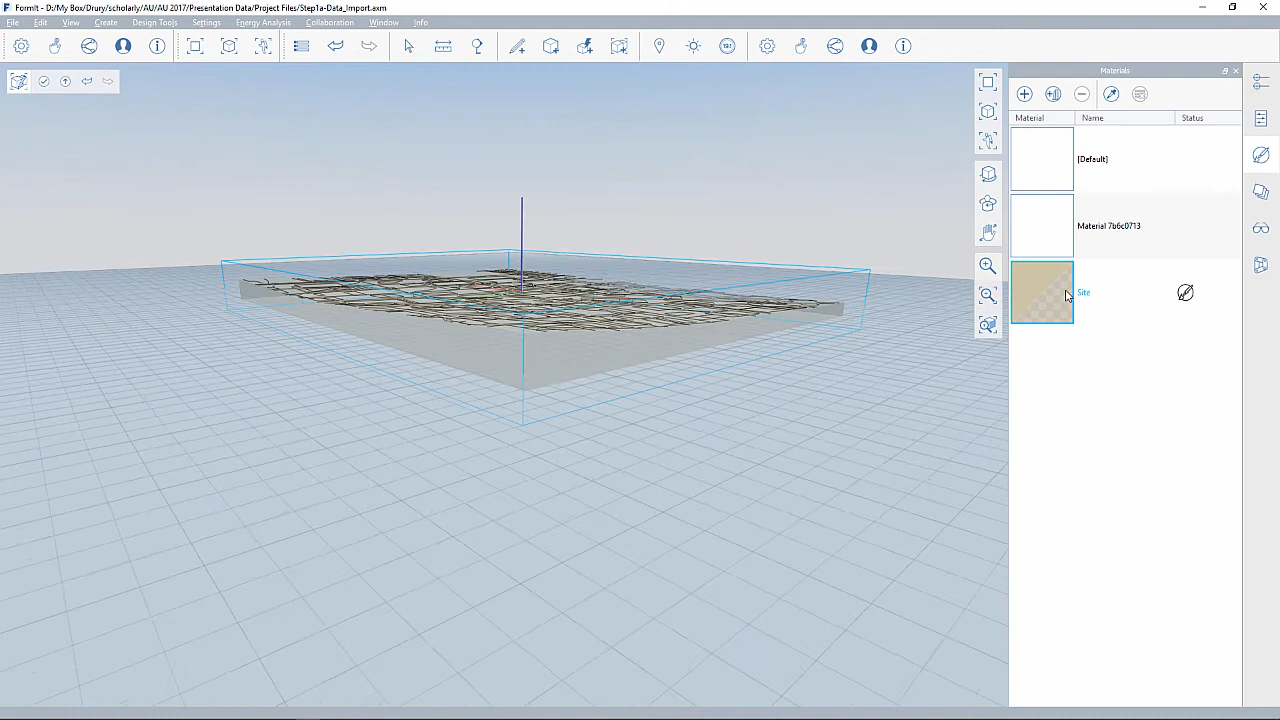 FormIt - D:/My Box/Drury/scholarly/AU/AU 2017/Presentation Data/Project Files/Step1a-Data_Import.axm
File Edit View Create Design Tools Settings Energy Analysis Collaboration Window Info
Materials
Material Name Status
[Default]
Material 7b6c0713
Site